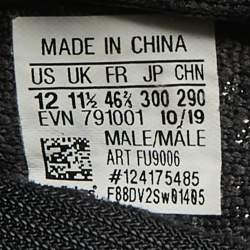 MADE IN CHINA
US UK FR JP CHN
12 11½ 46⅔ 300 290
EVN 791001 10/19
MALE/MÂLE
ART FU9006
#124175485
F88DV2Sw01405